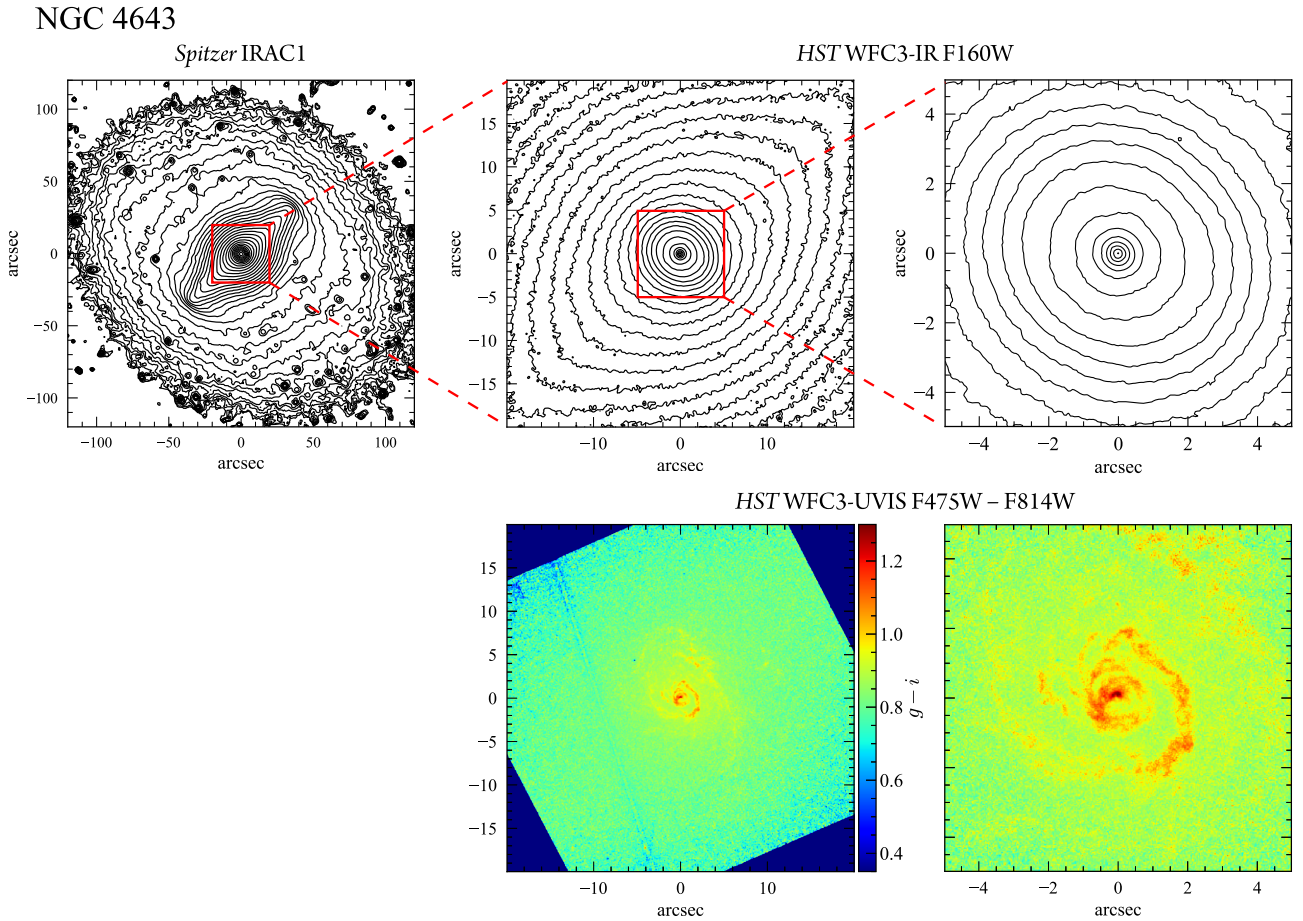 NGC 4643
Spitzer IRAC1
HST WFC3-IR F160W
100
50
0
−50
−100
arcsec
−100 −50 0 50 100
arcsec
15
10
5
0
−5
−10
−15
arcsec
−10 0 10
arcsec
4
2
0
−2
−4
−4 −2 0 2 4
arcsec
HST WFC3-UVIS F475W – F814W
15
10
5
0
−5
−10
−15
−10 0 10
arcsec
1.2
1.0
0.8
0.6
0.4
g − i
−4 −2 0 2 4
arcsec